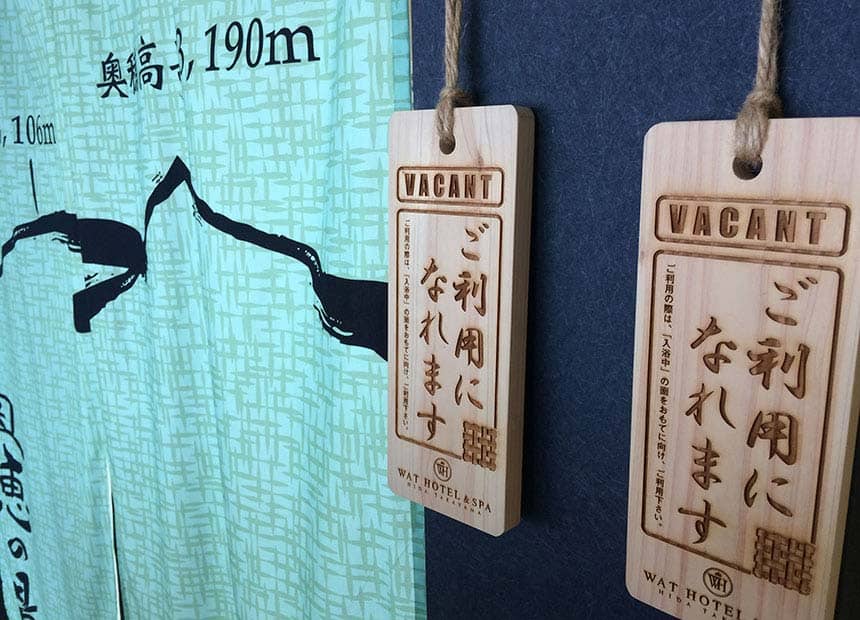 奥穂高 3,190m
106m
VACANT
ご利用に
なれます
ご利用の際は、「入浴中」の面をおもてに向け、ご利用下さい。
WAT HOTEL & SPA
HIDA TAKAYAMA
VACANT
ご利用に
なれます
ご利用の際は、「入浴中」の面をおもてに向け、ご利用下さい。
WAT HOTEL &
HIDA TAKA